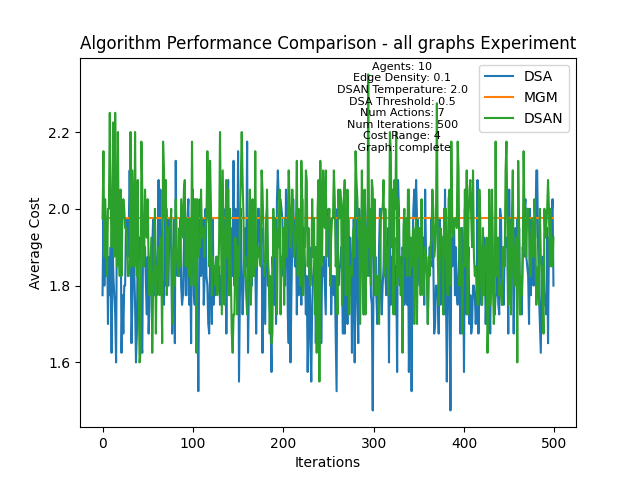 Algorithm Performance Comparison - all graphs Experiment
Agents: 10
Edge Density: 0.1
DSAN Temperature: 2.0
DSA Threshold: 0.5
Num Actions: 7
Num Iterations: 500
Cost Range: 4
Graph: complete
DSA
MGM
DSAN
Average Cost
2.2
2.0
1.8
1.6
0
100
200
300
400
500
Iterations